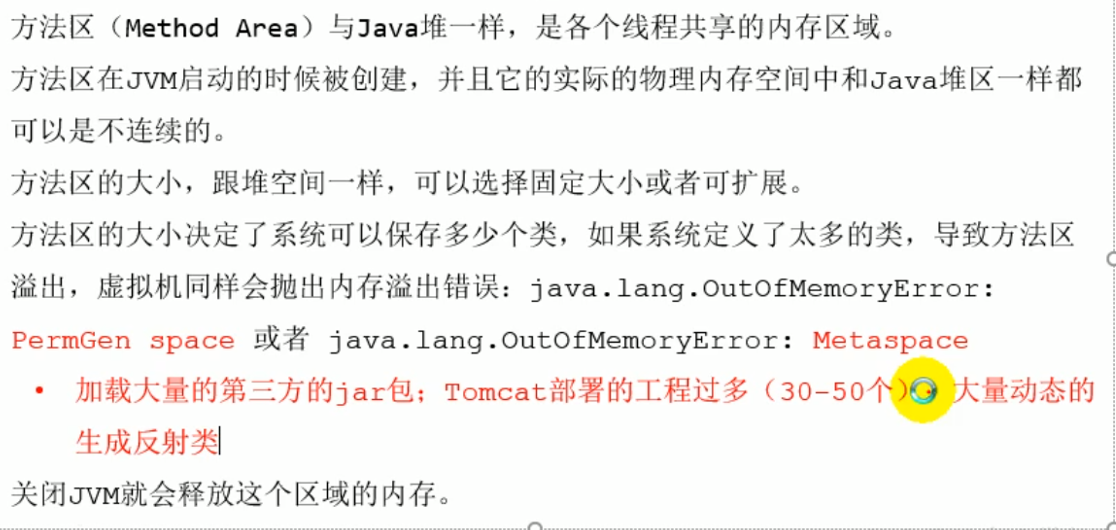 方法区（Method Area）与Java堆一样，是各个线程共享的内存区域。
方法区在JVM启动的时候被创建，并且它的实际的物理内存空间中和Java堆区一样都
可以是不连续的。
方法区的大小，跟堆空间一样，可以选择固定大小或者可扩展。
方法区的大小决定了系统可以保存多少个类，如果系统定义了太多的类，导致方法区
溢出，虚拟机同样会抛出内存溢出错误：java.lang.OutOfMemoryError:
PermGen space 或者 java.lang.OutOfMemoryError: Metaspace
• 加载大量的第三方的jar包；Tomcat部署的工程过多（30-50个）大量动态的
生成反射类
关闭JVM就会释放这个区域的内存。